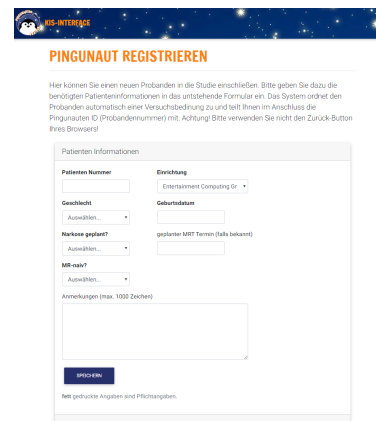 KIS-INTERFACE
PINGUNAUT REGISTRIEREN
Hier können Sie einen neuen Probanden in die Studie einschließen. Bitte geben Sie dazu die
benötigten Patienteninformationen in das untstehende Formular ein. Das System ordnet den
Probanden automatisch einer Versuchsbedinung zu und teilt Ihnen im Anschluss die
Pingunauten ID (Probandennummer) mit. Achtung! Bitte verwenden Sie nicht den Zurück-Button
Ihres Browsers!
Patienten Informationen
Patienten Nummer Einrichtung
Entertainment Computing Gr
Geschlecht Geburtsdatum
Auswählen...
Narkose geplant? geplanter MRT Termin (falls bekannt)
Auswählen...
MR-naiv?
Auswählen...
Anmerkungen (max. 1000 Zeichen)
SPEICHERN
fett gedruckte Angaben sind Pflichtangaben.